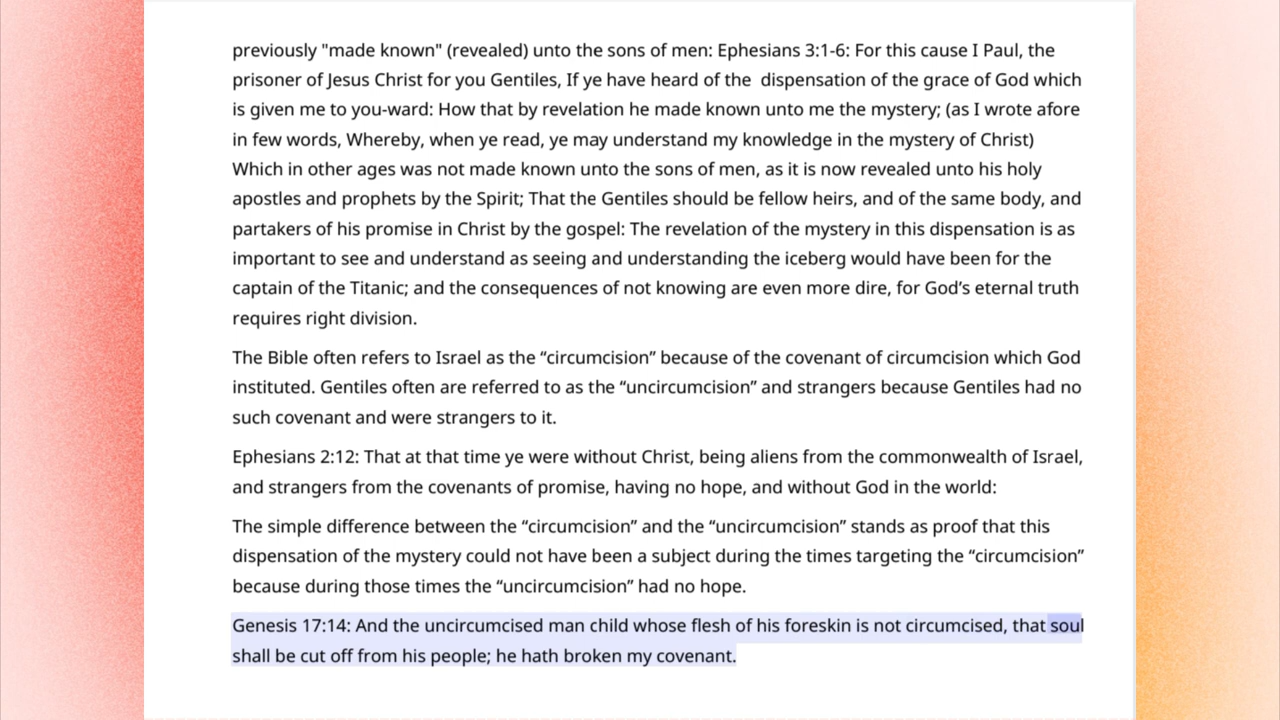 previously "made known" (revealed) unto the sons of men: Ephesians 3:1-6: For this cause I Paul, the
prisoner of Jesus Christ for you Gentiles, If ye have heard of the  dispensation of the grace of God which
is given me to you-ward: How that by revelation he made known unto me the mystery; (as I wrote afore
in few words, Whereby, when ye read, ye may understand my knowledge in the mystery of Christ)
Which in other ages was not made known unto the sons of men, as it is now revealed unto his holy
apostles and prophets by the Spirit; That the Gentiles should be fellow heirs, and of the same body, and
partakers of his promise in Christ by the gospel: The revelation of the mystery in this dispensation is as
important to see and understand as seeing and understanding the iceberg would have been for the
captain of the Titanic; and the consequences of not knowing are even more dire, for God’s eternal truth
requires right division.
The Bible often refers to Israel as the “circumcision” because of the covenant of circumcision which God
instituted. Gentiles often are referred to as the “uncircumcision” and strangers because Gentiles had no
such covenant and were strangers to it.
Ephesians 2:12: That at that time ye were without Christ, being aliens from the commonwealth of Israel,
and strangers from the covenants of promise, having no hope, and without God in the world:
The simple difference between the “circumcision” and the “uncircumcision” stands as proof that this
dispensation of the mystery could not have been a subject during the times targeting the “circumcision”
because during those times the “uncircumcision” had no hope.
Genesis 17:14: And the uncircumcised man child whose flesh of his foreskin is not circumcised, that soul
shall be cut off from his people; he hath broken my covenant.